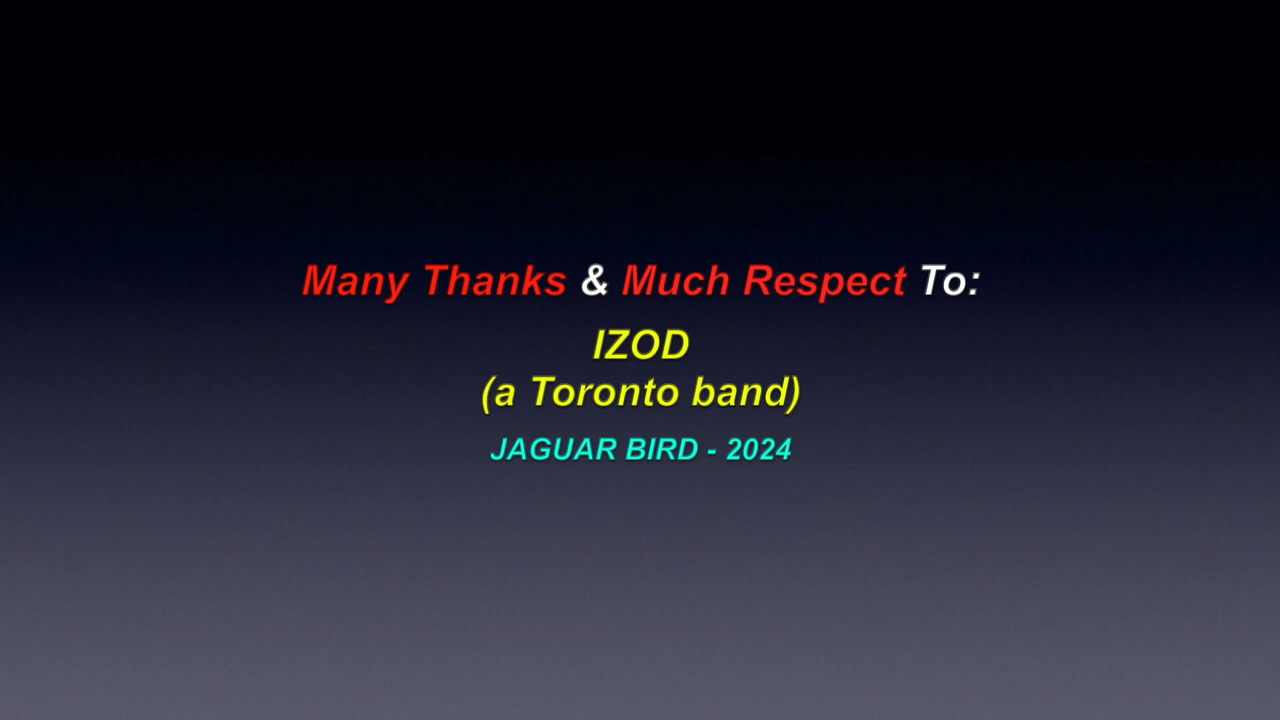 Many Thanks & Much Respect To:
IZOD
(a Toronto band)
JAGUAR BIRD - 2024